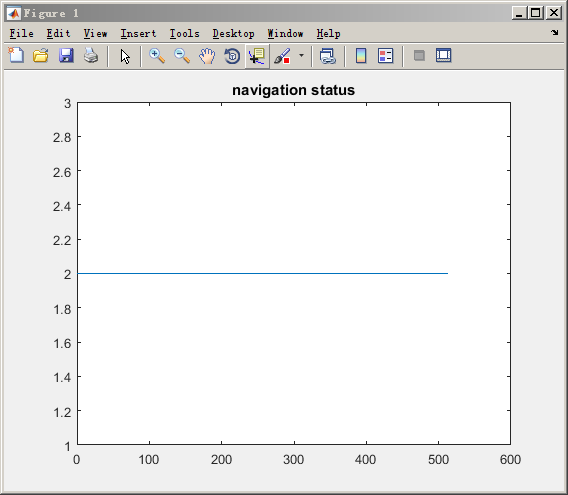 Figure 1
File Edit View Insert Tools Desktop Window Help
navigation status
3
2.8
2.6
2.4
2.2
2
1.8
1.6
1.4
1.2
1
0 100 200 300 400 500 600